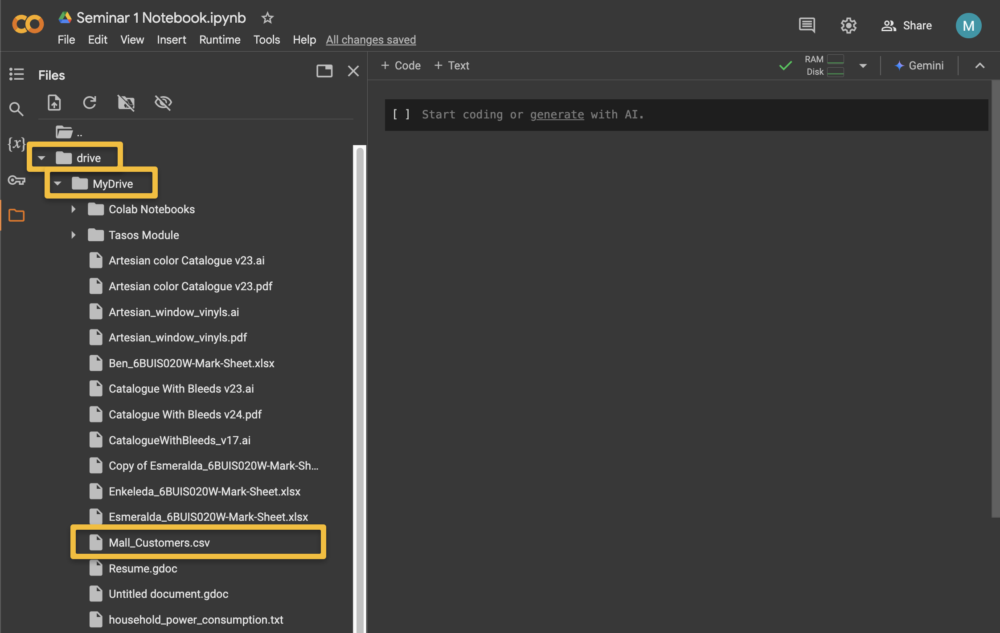 Seminar 1 Notebook.ipynb
File Edit View Insert Runtime Tools Help All changes saved
Share
M
Files
+ Code + Text
RAM
Disk
Gemini
[ ] Start coding or generate with AI.
..
{x}
drive
MyDrive
Colab Notebooks
Tasos Module
Artesian color Catalogue v23.ai
Artesian color Catalogue v23.pdf
Artesian_window_vinyls.ai
Artesian_window_vinyls.pdf
Ben_6BUIS020W-Mark-Sheet.xlsx
Catalogue With Bleeds v23.ai
Catalogue With Bleeds v24.pdf
CatalogueWithBleeds_v17.ai
Copy of Esmeralda_6BUIS020W-Mark-Sh...
Enkeleda_6BUIS020W-Mark-Sheet.xlsx
Esmeralda_6BUIS020W-Mark-Sheet.xlsx
Mall_Customers.csv
Resume.gdoc
Untitled document.gdoc
household_power_consumption.txt